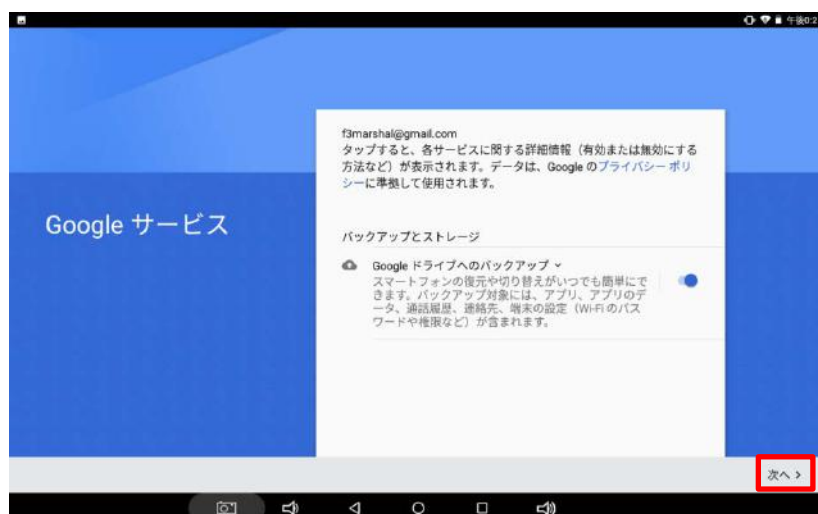 午後0:2
f3marshal@gmail.com
タップすると、各サービスに関する詳細情報（有効または無効にする
方法など）が表示されます。データは、Google のプライバシー ポリ
シーに準拠して使用されます。
Google サービス
バックアップとストレージ
Google ドライブへのバックアップ
スマートフォンの復元や切り替えがいつでも簡単にで
きます。バックアップ対象には、アプリ、アプリのデ
ータ、通話履歴、連絡先、端末の設定（Wi-Fi のパス
ワードや権限など）が含まれます。
次へ